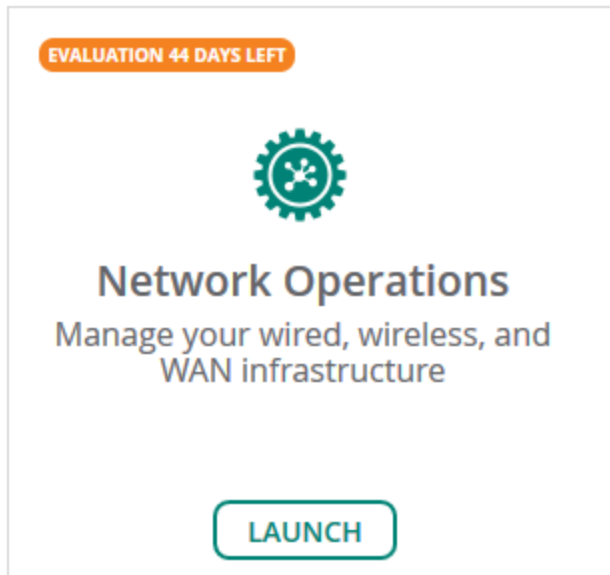 EVALUATION 44 DAYS LEFT
Network Operations
Manage your wired, wireless, and
WAN infrastructure
LAUNCH